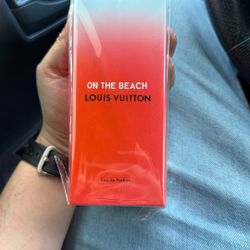 ON THE BEACH
LOUIS VUITTON
Eau de Parfum